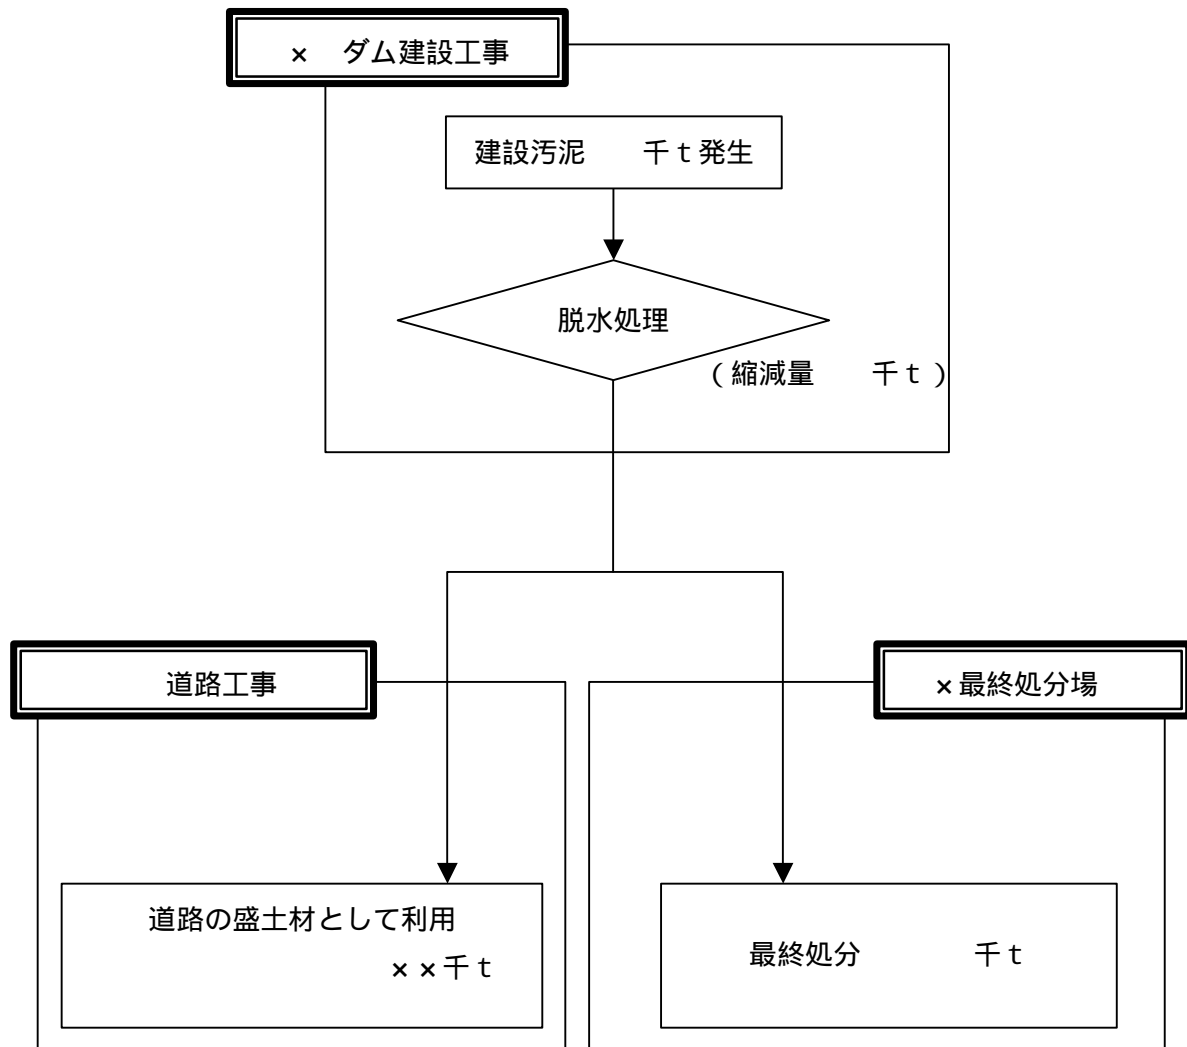 ×　ダム建設工事
建設汚泥　　千ｔ発生
脱水処理
（縮減量　　千ｔ）
道路工事
×最終処分場
道路の盛土材として利用
××千ｔ
最終処分　　　　千ｔ